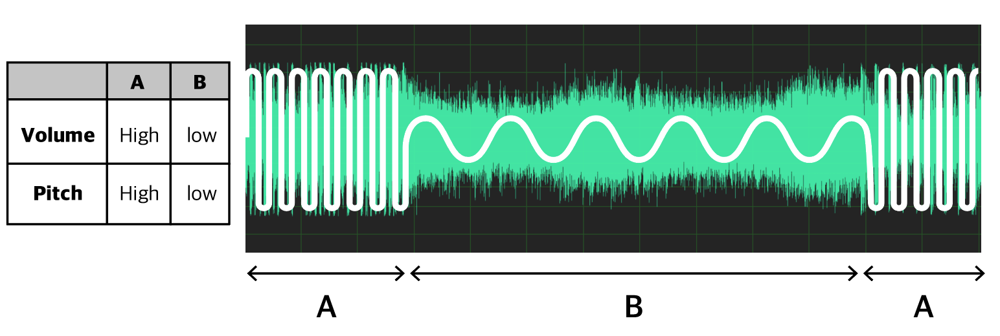 A B
Volume High low
Pitch High low
A B A